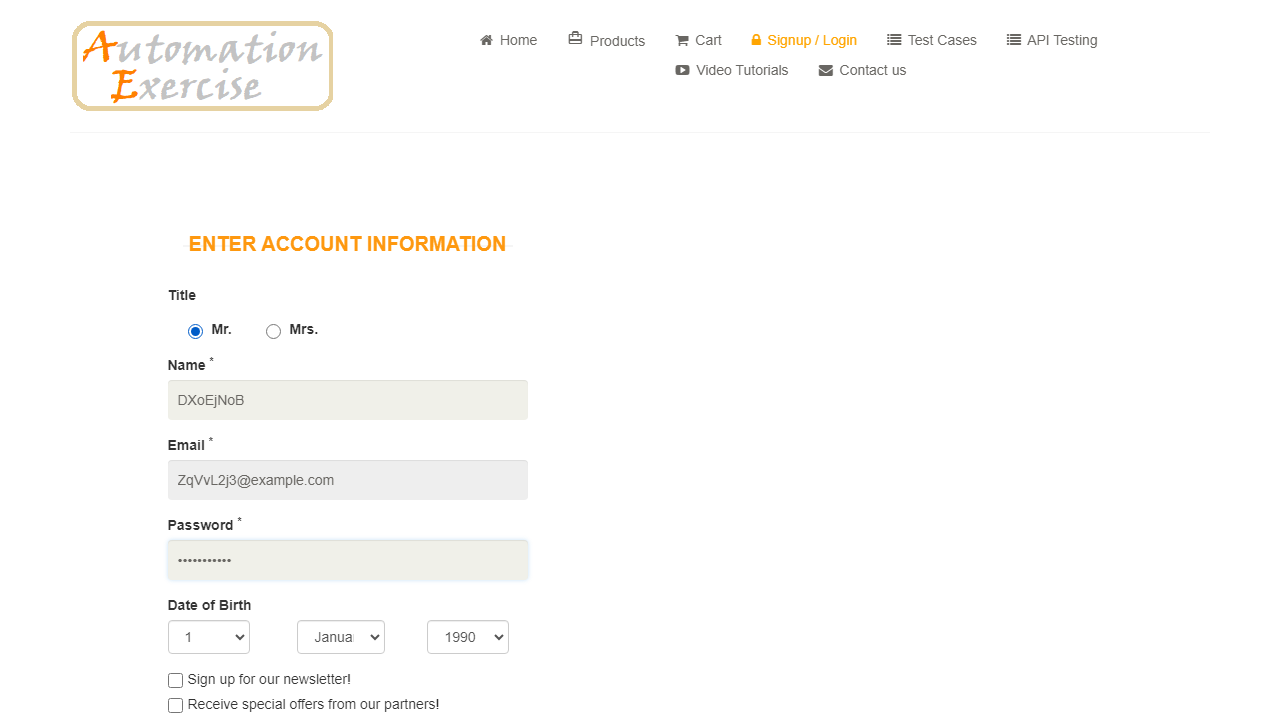 Automation
Exercise
Home
Products
Cart
Signup / Login
Test Cases
API Testing
Video Tutorials
Contact us
ENTER ACCOUNT INFORMATION
Title
Mr.
Mrs.
Name *
DXoEjNoB
Email *
ZqVvL2j3@example.com
Password *
•••••••••••
Date of Birth
1
Janua
1990
Sign up for our newsletter!
Receive special offers from our partners!